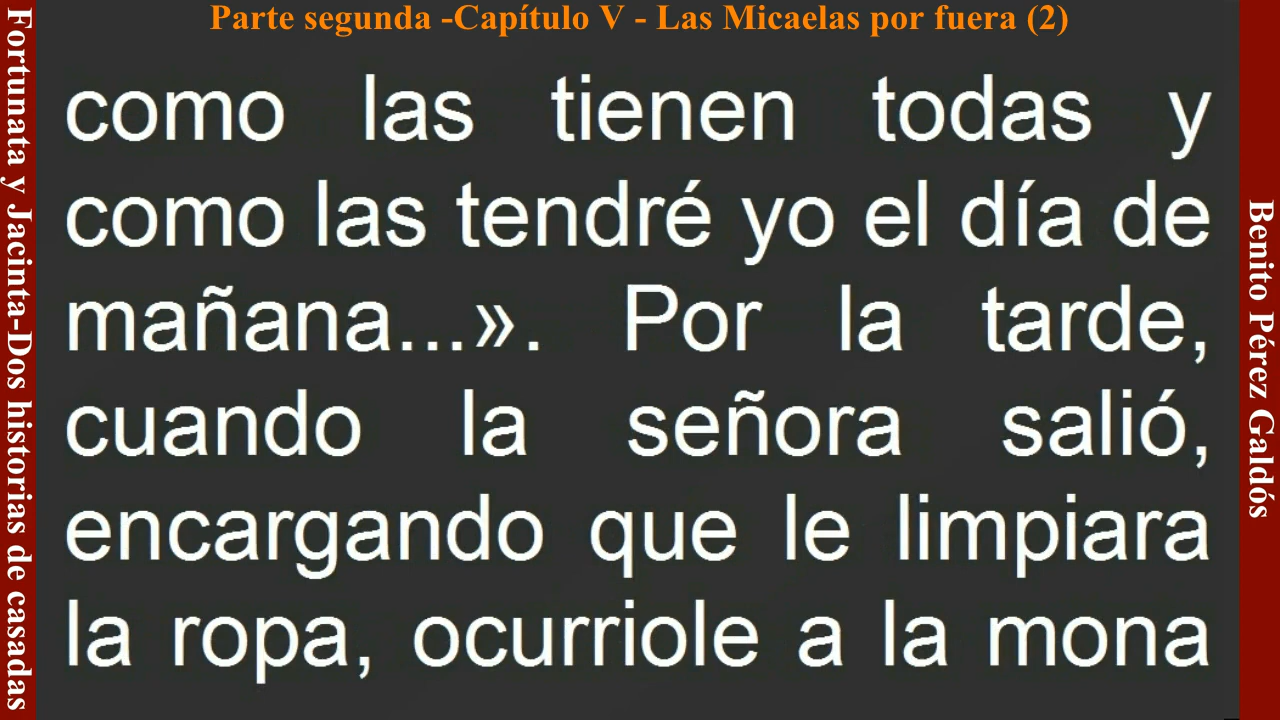 Parte segunda -Capítulo V - Las Micaelas por fuera (2)
Fortunata y Jacinta-Dos historias de casadas
como las tienen todas y
como las tendré yo el día de
mañana...». Por la tarde,
cuando la señora salió,
encargando que le limpiara
la ropa, ocurriole a la mona
Benito Pérez Galdós